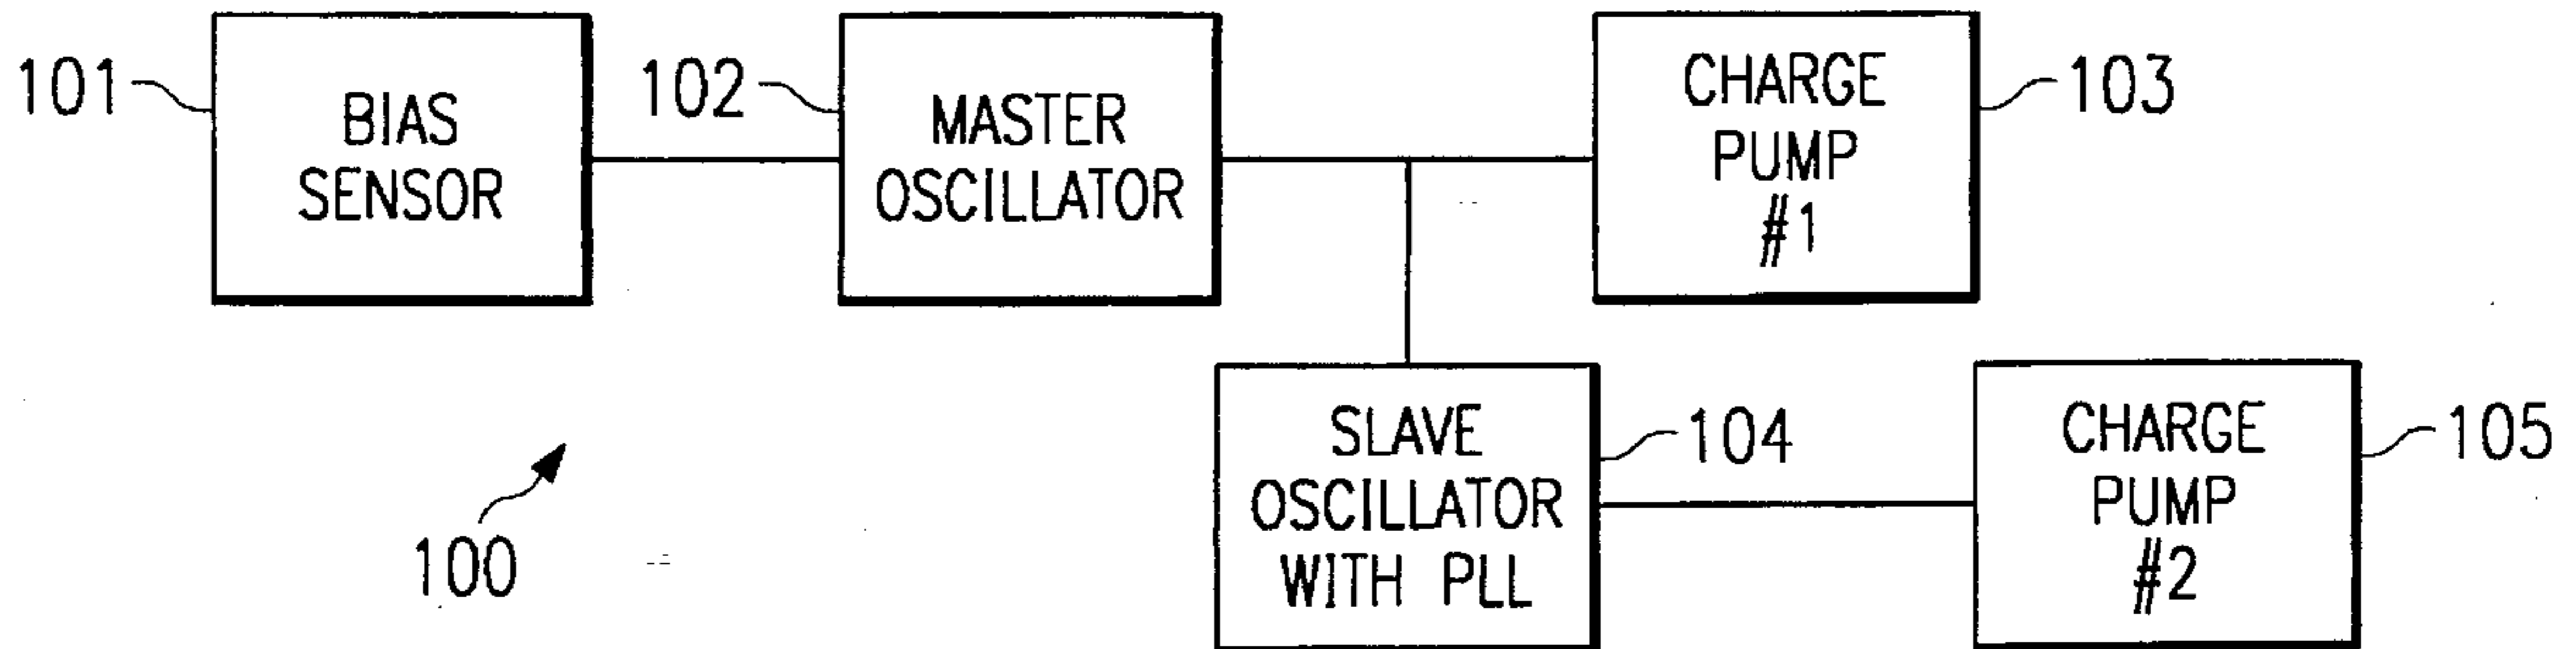 101
BIAS
SENSOR
102
MASTER
OSCILLATOR
CHARGE
PUMP
#1
103
100
SLAVE
OSCILLATOR
WITH PLL
104
CHARGE
PUMP
#2
105